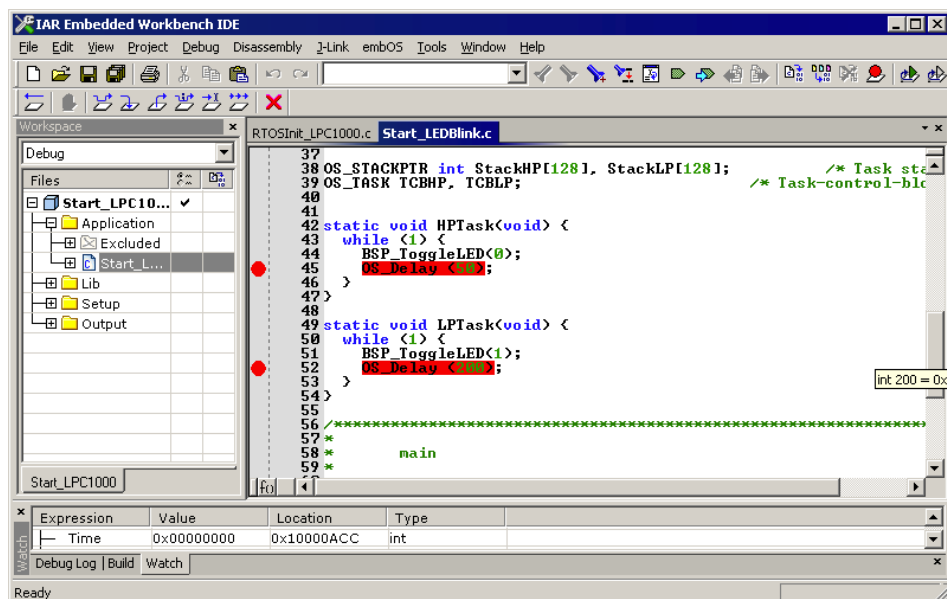 IAR Embedded Workbench IDE
File Edit View Project Debug Disassembly J-Link embOS Tools Window Help
Workspace
RTOSInit_LPC1000.c Start_LEDBlink.c
Debug
Files
Start_LPC10...
Application
Excluded
Start_L...
Lib
Setup
Output
Start_LPC1000
37
38 OS_STACKPTR int StackHP[128], StackLP[128]; /* Task sta
39 OS_TASK TCBHP, TCBLP; /* Task-control-blo
40
41
42 static void HPTask(void) {
43 while (1) {
44 BSP_ToggleLED(0);
45 OS_Delay (50);
46 }
47 }
48
49 static void LPTask(void) {
50 while (1) {
51 BSP_ToggleLED(1);
52 OS_Delay (200);
53 }
54 }
55
56 /****************************************************************
57 *
58 * main
59 *
int 200 = 0x
f()
Watch
Expression Value Location Type
Time 0x00000000 0x10000ACC int
Debug Log Build Watch
Ready